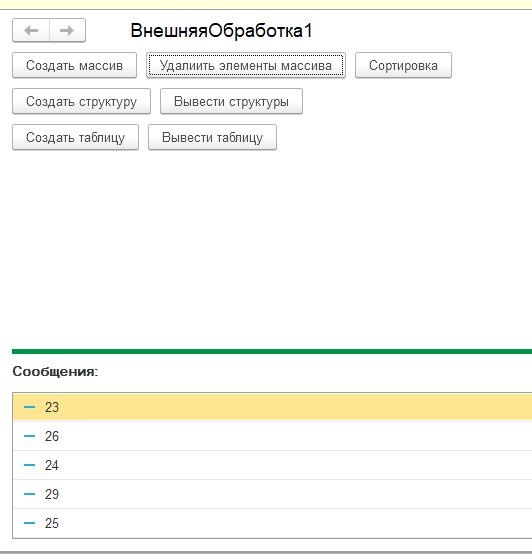 ВнешняяОбработка1
Создать массив Удалиить элементы массива Сортировка
Создать структуру Вывести структуры
Создать таблицу Вывести таблицу
Сообщения:
23
26
24
29
25